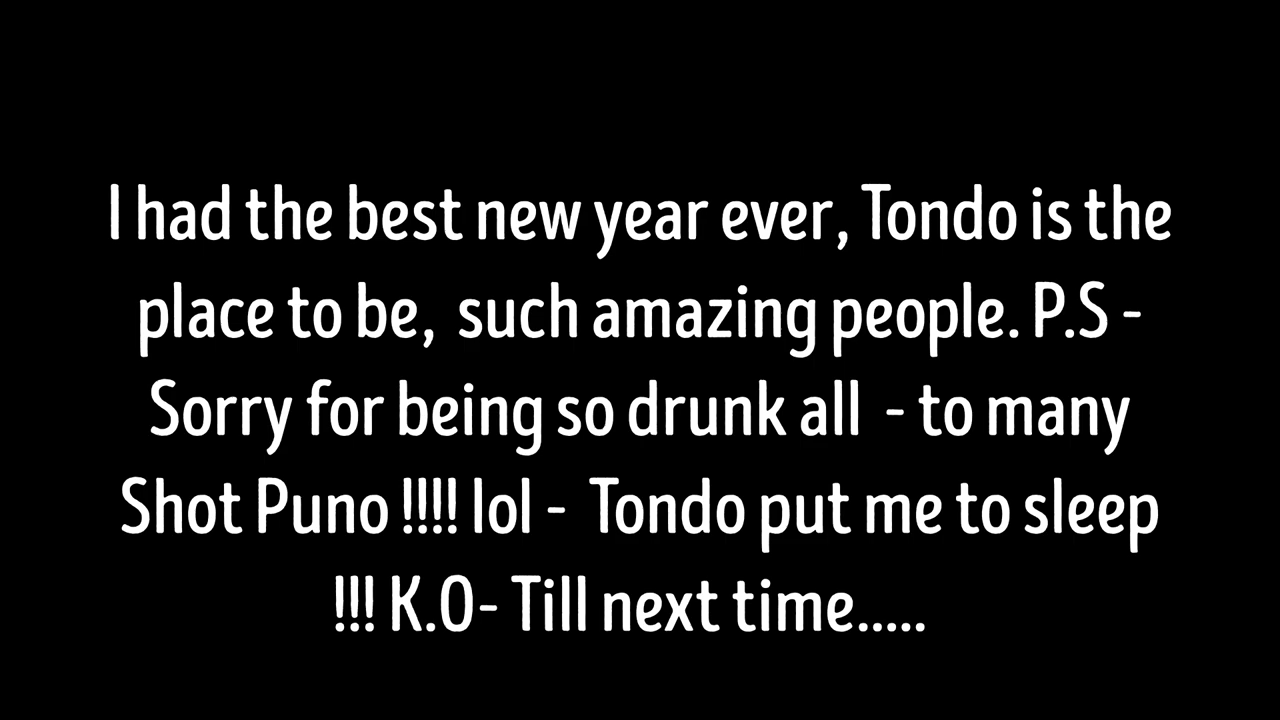 I had the best new year ever, Tondo is the
place to be,  such amazing people. P.S -
Sorry for being so drunk all  - to many
Shot Puno !!!! lol -  Tondo put me to sleep
!!! K.O- Till next time.....